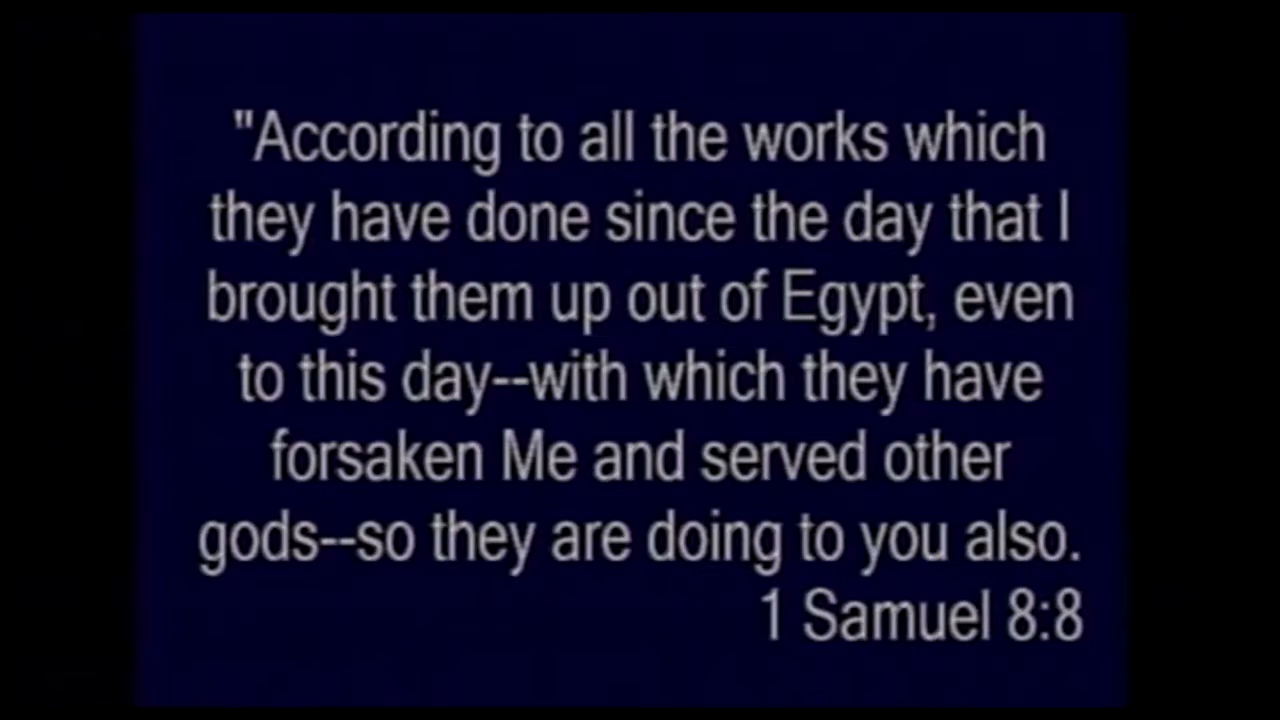 "According to all the works which
they have done since the day that I
brought them up out of Egypt, even
to this day--with which they have
forsaken Me and served other
gods--so they are doing to you also.
1 Samuel 8:8